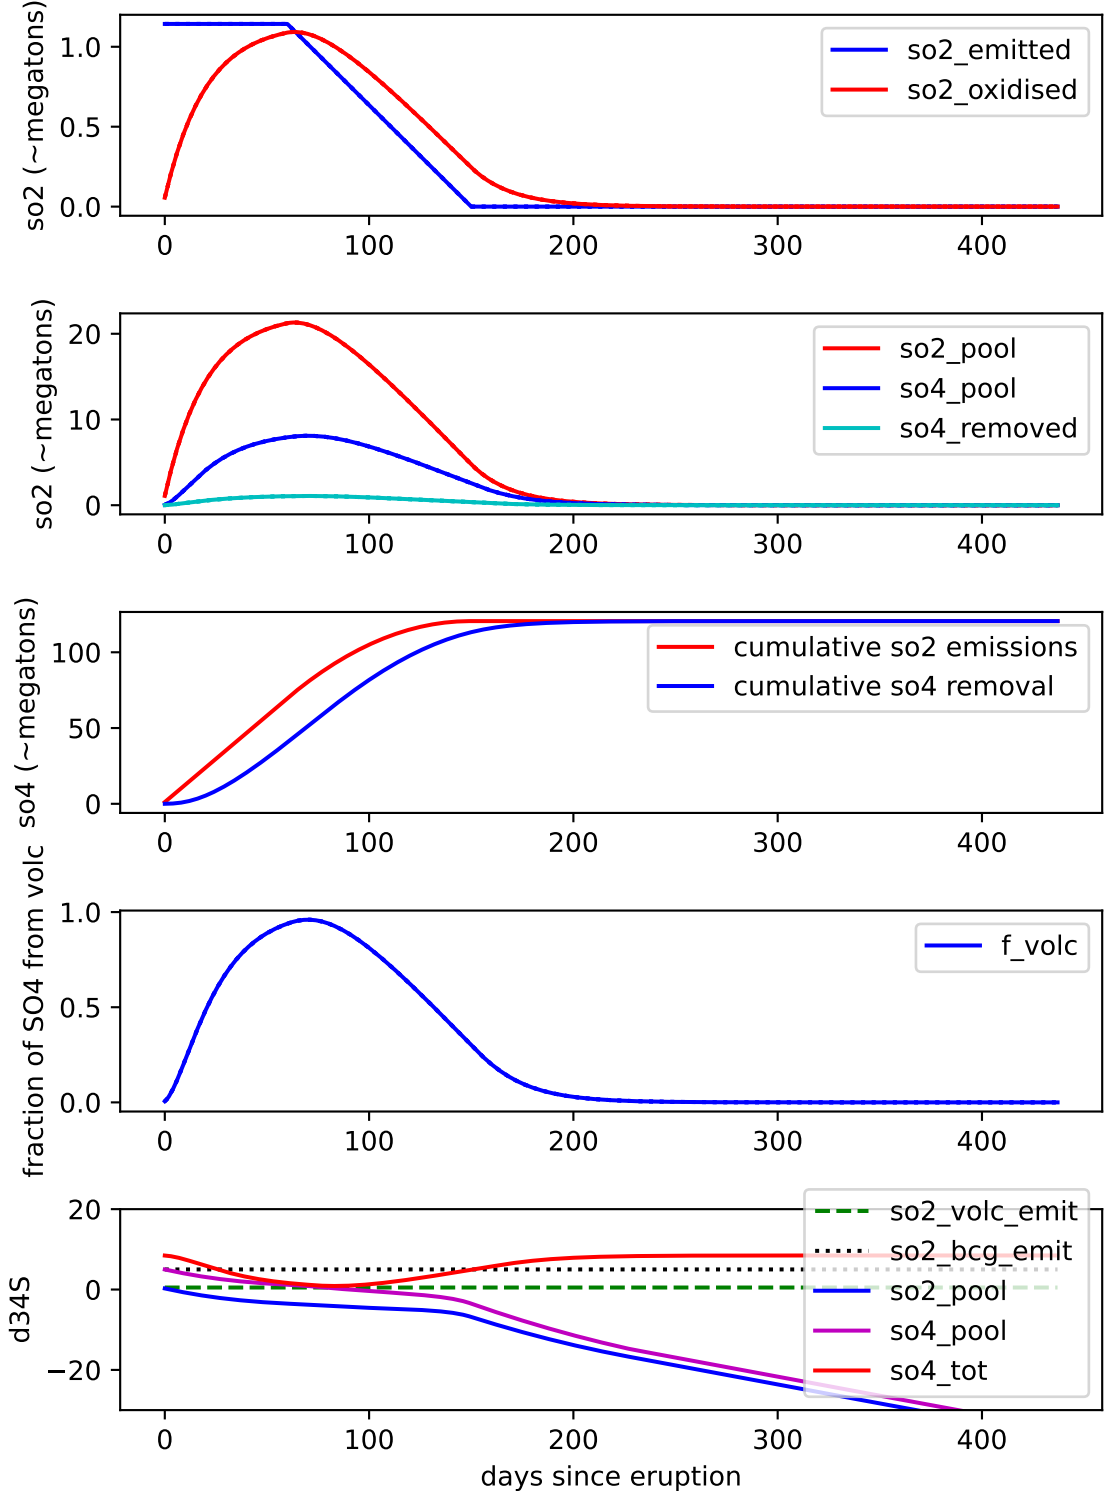 so2 (~megatons)
1.0
0.5
0.0
so2_emitted
so2_oxidised
0 100 200 300 400
so2 (~megatons)
20
10
0
so2_pool
so4_pool
so4_removed
0 100 200 300 400
so4 (~megatons)
100
50
0
cumulative so2 emissions
cumulative so4 removal
0 100 200 300 400
fraction of SO4 from volc
1.0
0.5
0.0
f_volc
0 100 200 300 400
d34S
20
0
−20
so2_volc_emit
so2_bcg_emit
so2_pool
so4_pool
so4_tot
0 100 200 300 400
days since eruption